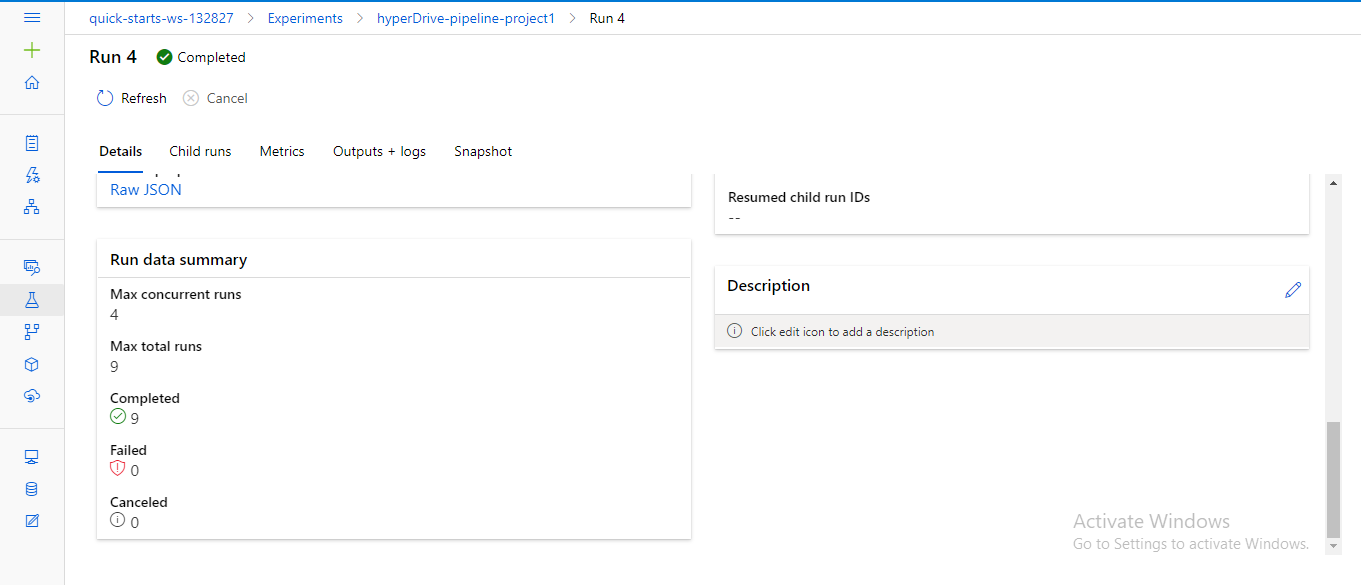 quick-starts-ws-132827 > Experiments > hyperDrive-pipeline-project1 > Run 4
Run 4 Completed
Refresh Cancel
Details Child runs Metrics Outputs + logs Snapshot
Raw JSON
Resumed child run IDs
--
Run data summary
Max concurrent runs
4
Max total runs
9
Completed
9
Failed
0
Canceled
0
Description
Click edit icon to add a description
Activate Windows
Go to Settings to activate Windows.